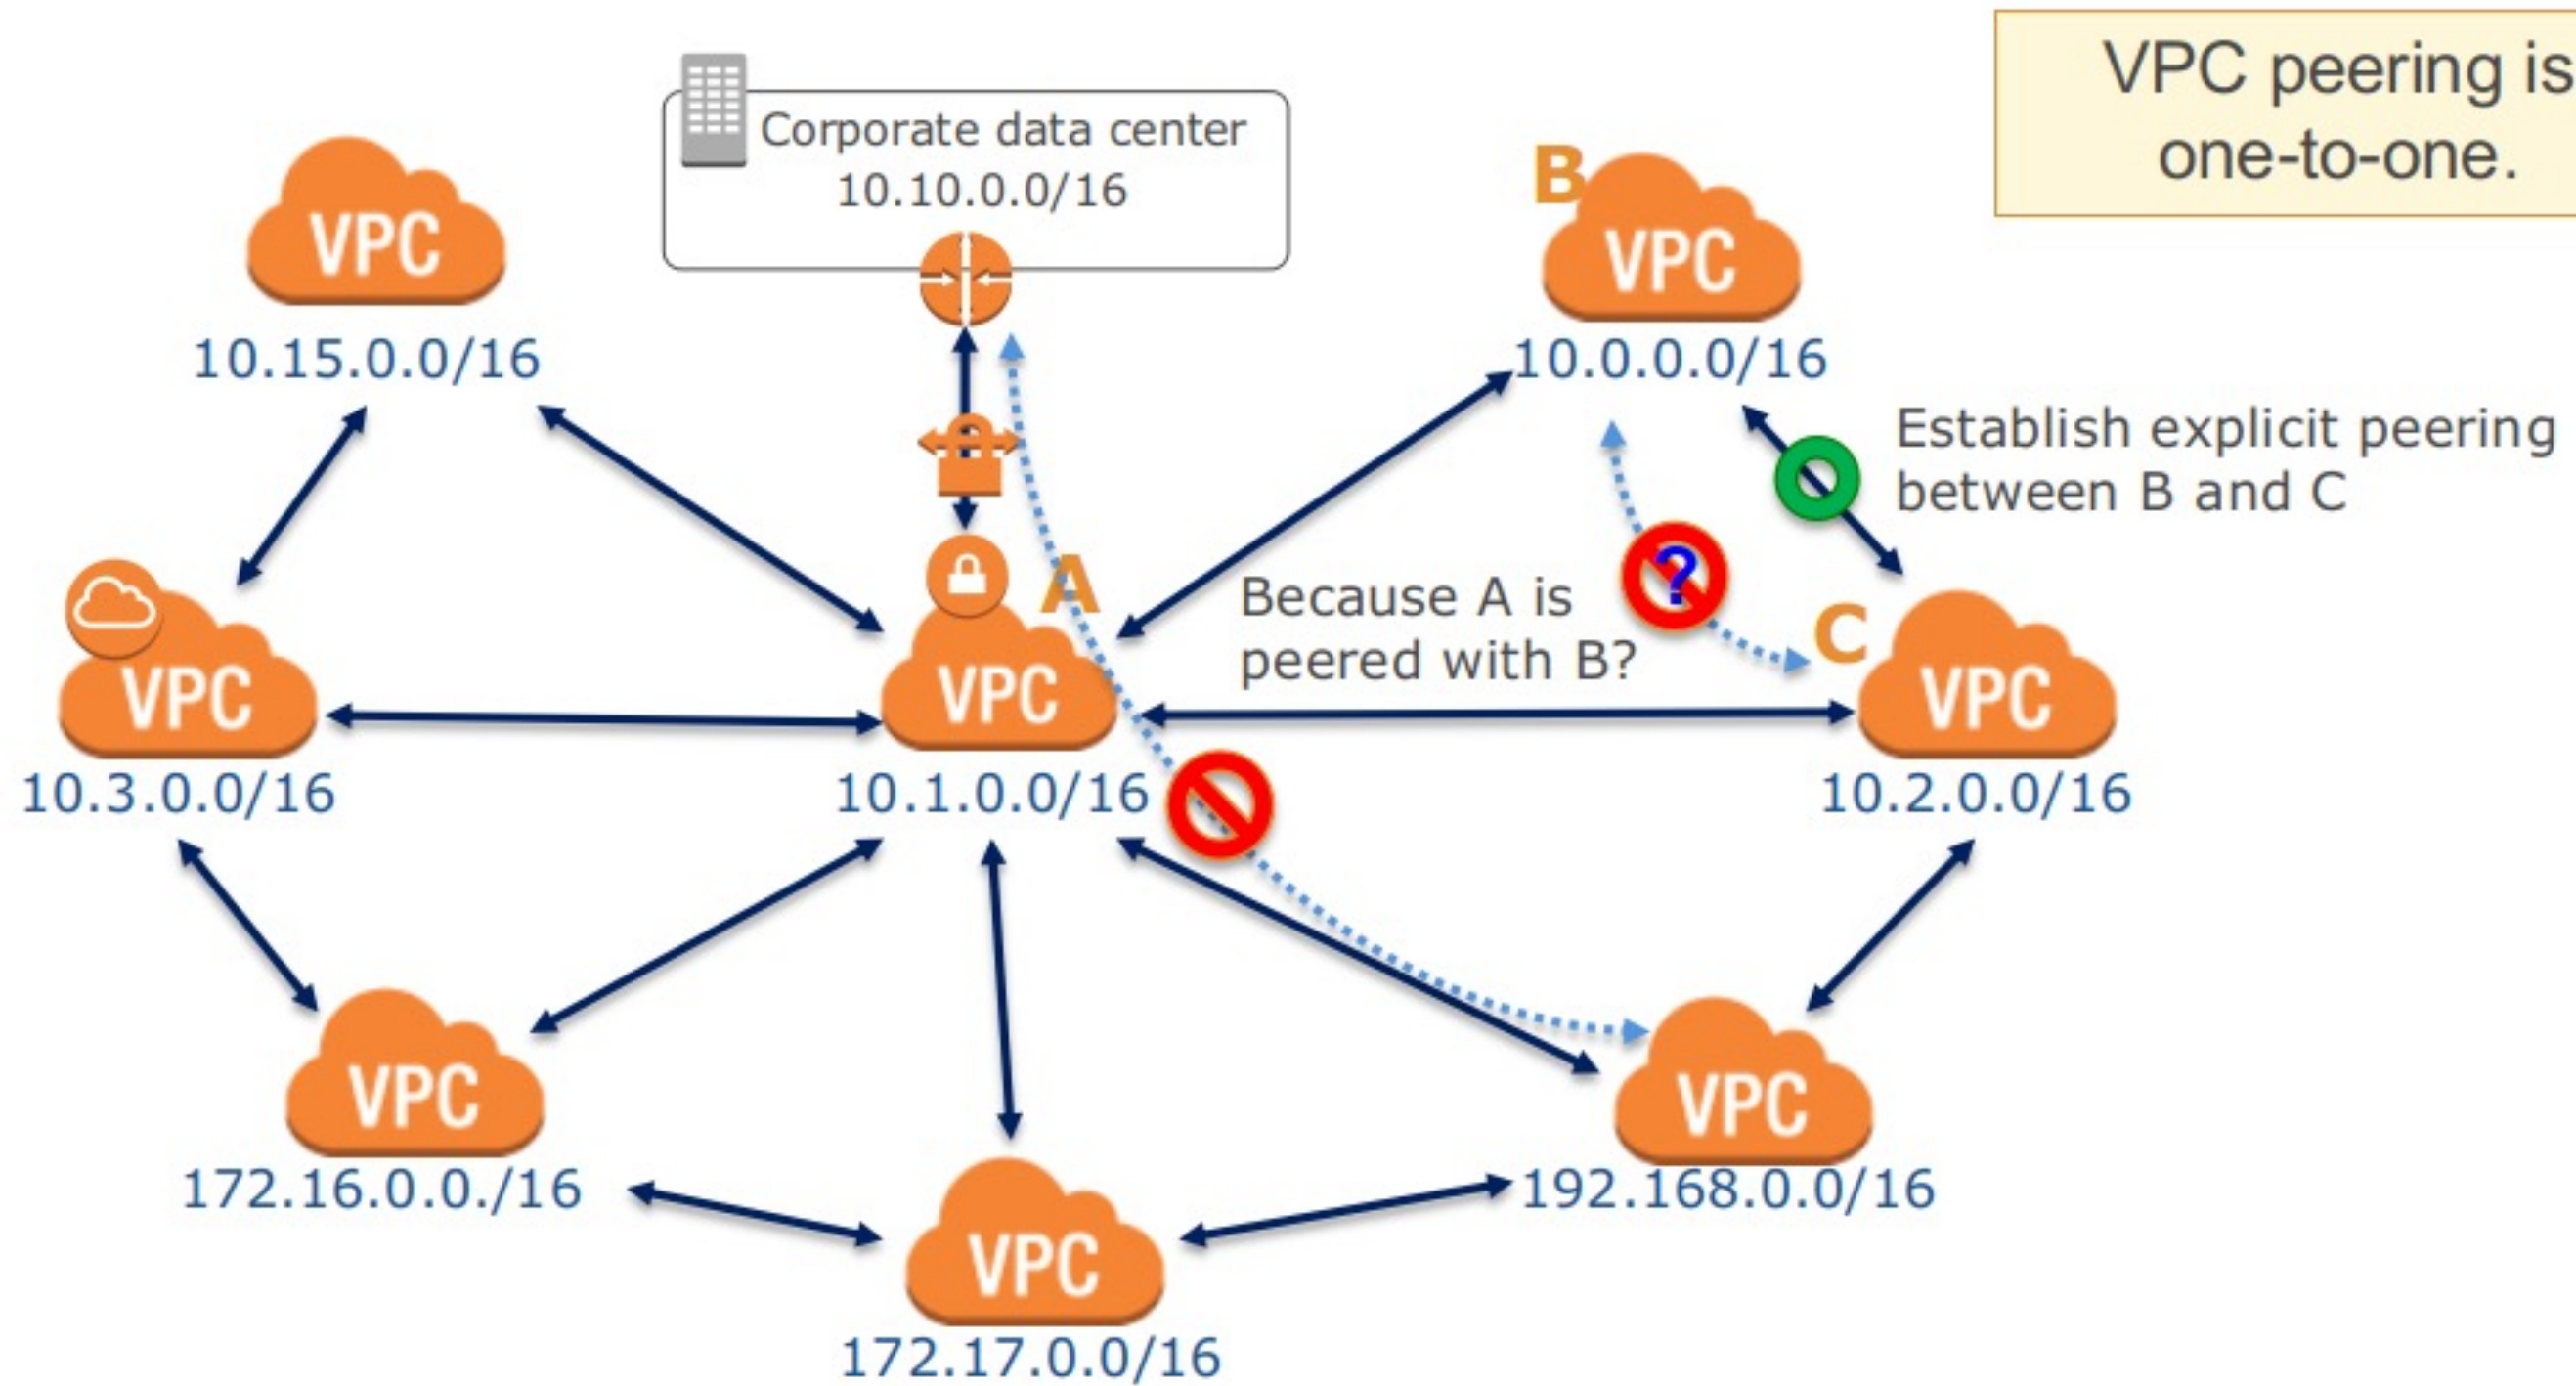 VPC peering is
one-to-one.
Corporate data center
10.10.0.0/16
VPC
10.15.0.0/16
B
VPC
10.0.0.0/16
Establish explicit peering
between B and C
?
Because A is
peered with B?
VPC
10.3.0.0/16
A
VPC
10.1.0.0/16
C
VPC
10.2.0.0/16
VPC
172.16.0.0./16
VPC
172.17.0.0/16
VPC
192.168.0.0/16